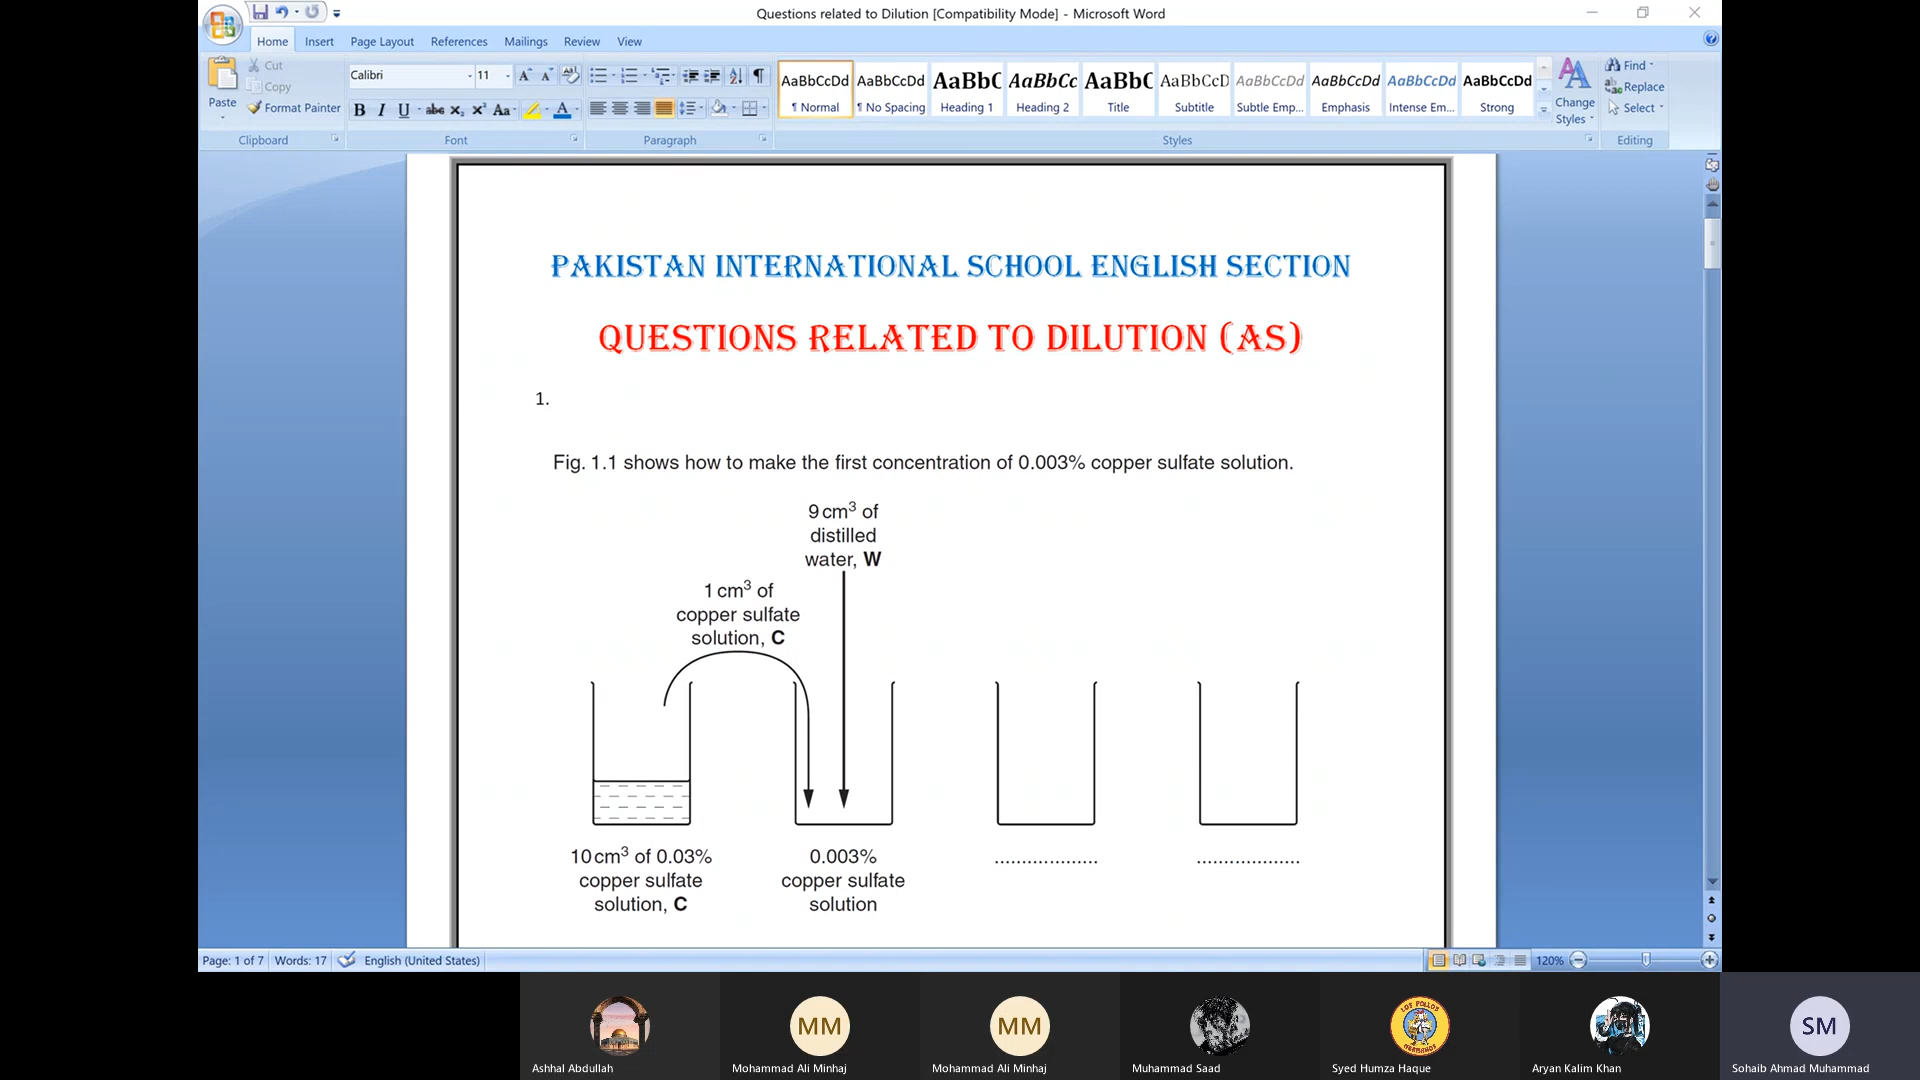 Questions related to Dilution [Compatibility Mode] - Microsoft Word
Home Insert Page Layout References Mailings Review View
Paste
Cut
Copy
Format Painter
Clipboard
Calibri 11
B I U abc x₂ x² Aa A
Font
Paragraph
AaBbCcDd AaBbCcDd AaBbC AaBbCc AaBbC AaBbCcD AaBbCcDd AaBbCcDd AaBbCcDd AaBbCcDd
¶ Normal ¶ No Spacing Heading 1 Heading 2 Title Subtitle Subtle Emp... Emphasis Intense Em... Strong
Change
Styles
Styles
Find
Replace
Select
Editing
PAKISTAN INTERNATIONAL SCHOOL ENGLISH SECTION
QUESTIONS RELATED TO DILUTION (AS)
1.
Fig. 1.1 shows how to make the first concentration of 0.003% copper sulfate solution.
9 cm³ of
distilled
water, W
1 cm³ of
copper sulfate
solution, C
10 cm³ of 0.03%
copper sulfate
solution, C
0.003%
copper sulfate
solution
...................
...................
Page: 1 of 7 Words: 17 English (United States) 120%
MM MM SM
Ashhal Abdullah Mohammad Ali Minhaj Mohammad Ali Minhaj Muhammad Saad Syed Humza Haque Aryan Kalim Khan Sohaib Ahmad Muhammad